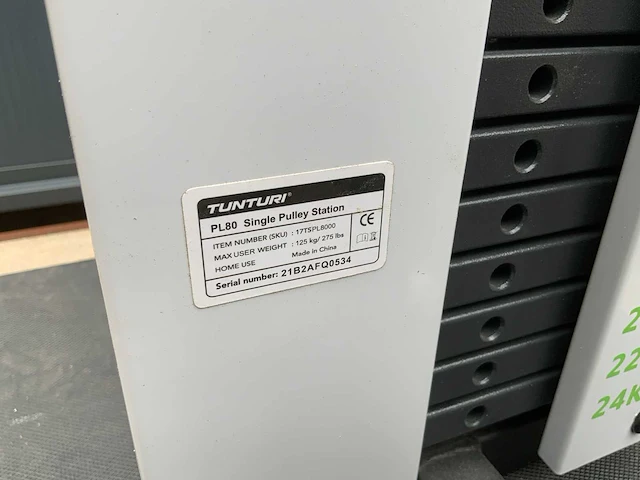 TUNTURI®
PL80 Single Pulley Station
ITEM NUMBER (SKU) : 17TSPL8000
MAX USER WEIGHT : 125 kg/ 275 lbs
HOME USE Made in China
CE
Serial number: 21B2AFQ0534
2
22
24K